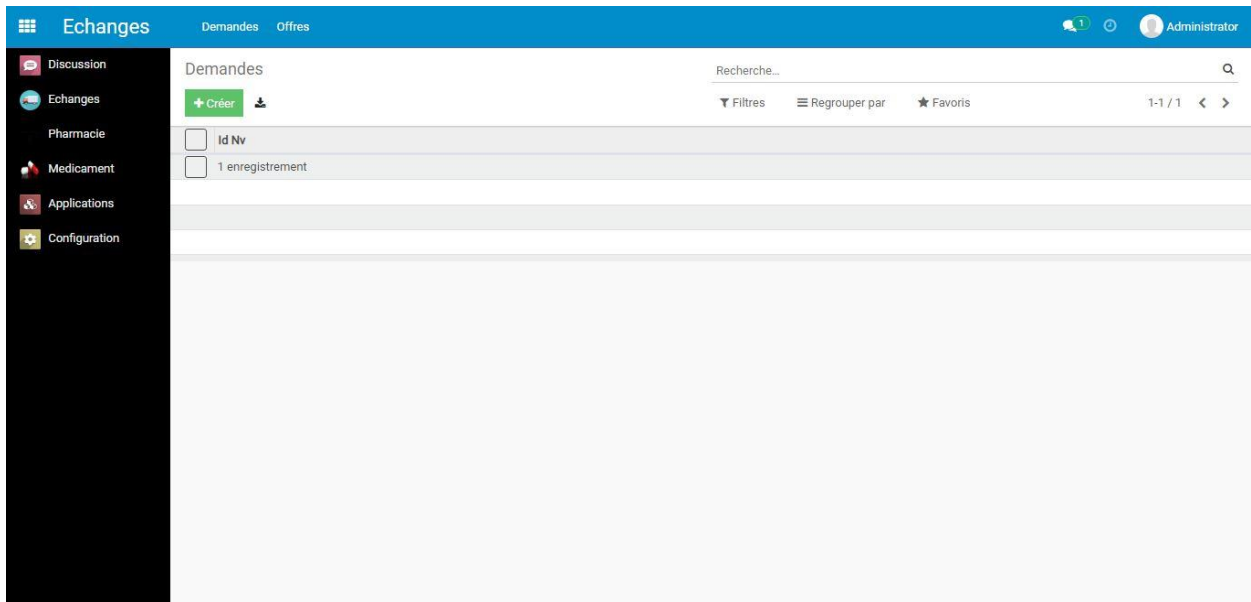 Echanges Demandes Offres 1 Administrator
Discussion
Echanges
Pharmacie
Medicament
Applications
Configuration
Demandes
Recherche...
Créer
Filtres Regrouper par Favoris 1-1 / 1
Id Nv
1 enregistrement